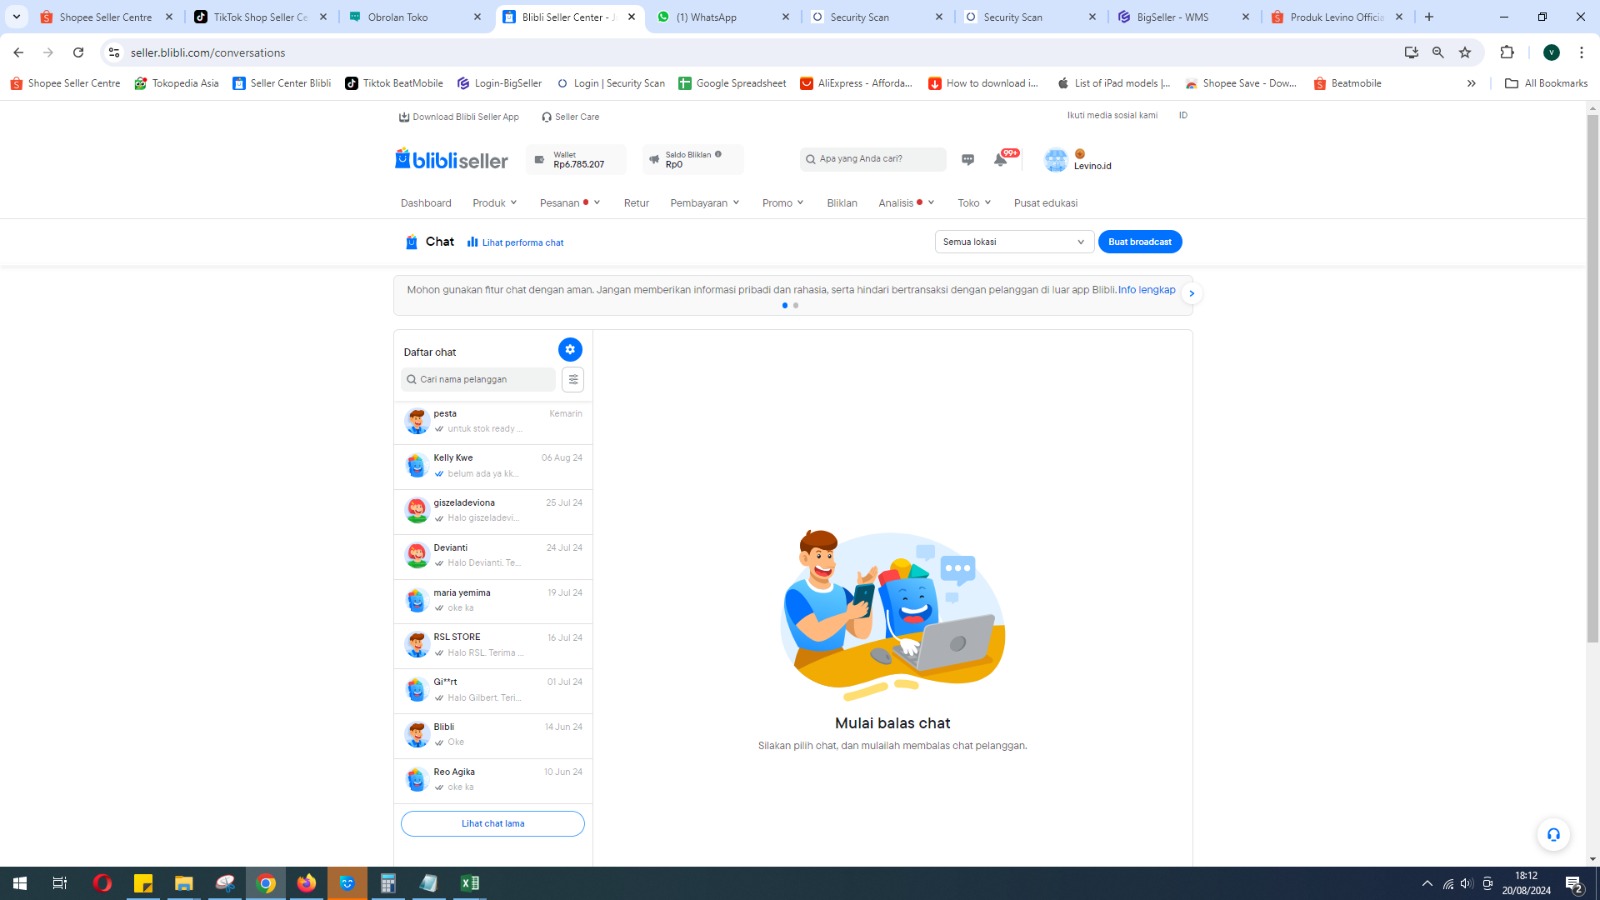 Shopee Seller Centre
TikTok Shop Seller Ce
Obrolan Toko
Blibli Seller Center - J
(1) WhatsApp
Security Scan
Security Scan
BigSeller - WMS
Produk Levino Officia
seller.blibli.com/conversations
V
Shopee Seller Centre
Tokopedia Asia
Seller Center Blibli
Tiktok BeatMobile
Login-BigSeller
Login | Security Scan
Google Spreadsheet
AliExpress - Afforda...
How to download i...
List of iPad models |...
Shopee Save - Dow...
Beatmobile
All Bookmarks
Download Blibli Seller App
Seller Care
Ikuti media sosial kami
ID
blibli seller
Wallet
Rp6.785.207
Saldo Bliklan
Rp0
Apa yang Anda cari?
99+
Levino.id
Dashboard
Produk
Pesanan
Retur
Pembayaran
Promo
Bliklan
Analisis
Toko
Pusat edukasi
Chat
Lihat performa chat
Semua lokasi
Buat broadcast
Mohon gunakan fitur chat dengan aman. Jangan memberikan informasi pribadi dan rahasia, serta hindari bertransaksi dengan pelanggan di luar app Blibli. Info lengkap
Daftar chat
Cari nama pelanggan
pesta
Kemarin
untuk stok ready ...
Kelly Kwe
06 Aug 24
belum ada ya kk...
giszeladeviona
25 Jul 24
Halo giszeladevi...
Devianti
24 Jul 24
Halo Devianti. Te...
maria yemima
19 Jul 24
oke ka
RSL STORE
16 Jul 24
Halo RSL. Terima ...
Gi**rt
01 Jul 24
Halo Gilbert. Teri...
Blibli
14 Jun 24
Oke
Reo Agika
10 Jun 24
oke ka
Lihat chat lama
Mulai balas chat
Silakan pilih chat, dan mulailah membalas chat pelanggan.
18:12
20/08/2024
2